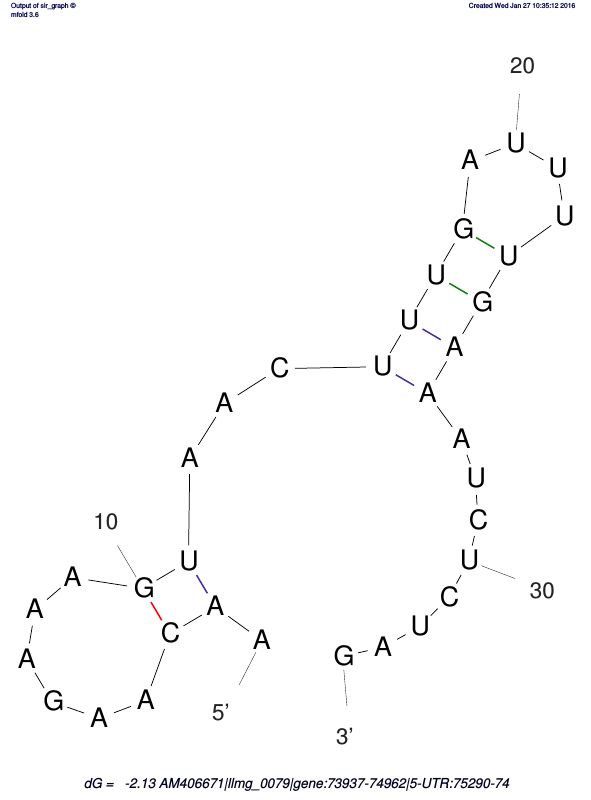 Output of sir_graph ©
mfold 3.6
Created Wed Jan 27 10:35:12 2016
20
U
A
U
U
G
U
U
G
U
A
U
A
C
A
A
A
U
C
10
U
U
30
A
G
A
C
A
C
U
A
A
A
G
G
A
A
5’
3’
dG = -2.13 AM406671|llmg_0079|gene:73937-74962|5-UTR:75290-74